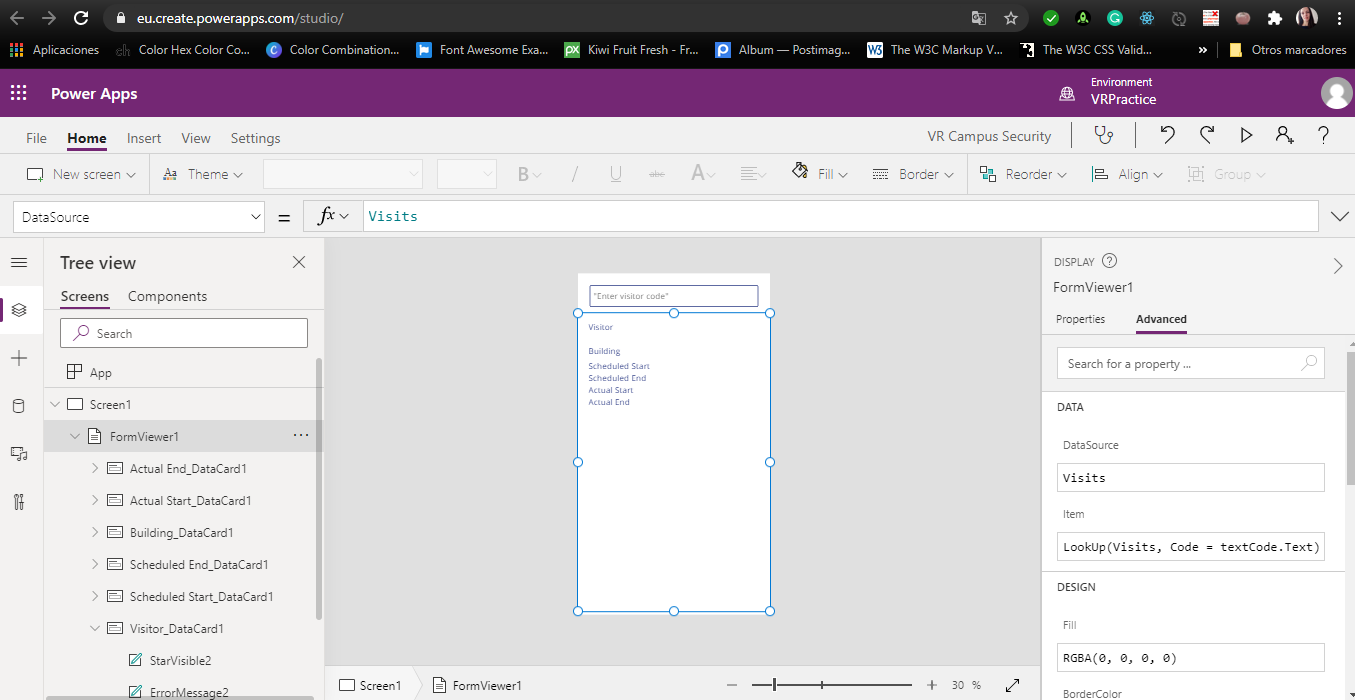 eu.create.powerapps.com/studio/
Aplicaciones
Color Hex Color Co...
Color Combination...
Font Awesome Exa...
Kiwi Fruit Fresh - Fr...
Album — Postimag...
The W3C Markup V...
The W3C CSS Valid...
»
Otros marcadores
Power Apps
Environment
VRPractice
File Home Insert View Settings
VR Campus Security
New screen
Theme
B / U abc A
Fill
Border
Reorder
Align
Group
DataSource = fx Visits
Tree view
Screens Components
Search
App
Screen1
FormViewer1 ...
Actual End_DataCard1
Actual Start_DataCard1
Building_DataCard1
Scheduled End_DataCard1
Scheduled Start_DataCard1
Visitor_DataCard1
StarVisible2
ErrorMessage2
"Enter visitor code"
Visitor
Building
Scheduled Start
Scheduled End
Actual Start
Actual End
Screen1 FormViewer1
30 %
DISPLAY
FormViewer1
Properties Advanced
Search for a property ...
DATA
DataSource
Visits
Item
LookUp(Visits, Code = textCode.Text)
DESIGN
Fill
RGBA(0, 0, 0, 0)
BorderColor